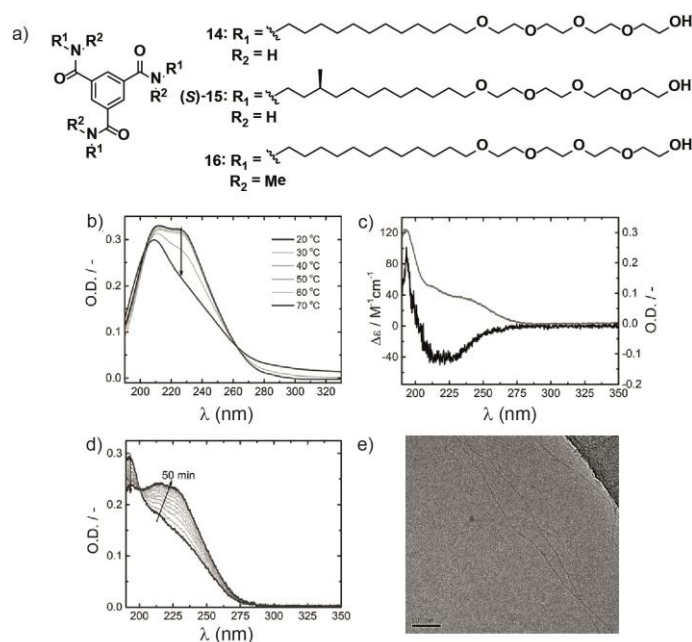 a)
R¹
N
R²
O
O
R¹
N
R²
R²
N
R¹
O
14: R₁ =
R₂ = H
O
O
O
O
OH
(S)-15: R₁ =
R₂ = H
O
O
O
O
OH
16: R₁ =
R₂ = Me
O
O
O
O
OH
b)
O.D. / -
0.3
0.2
0.1
0.0
20 °C
30 °C
40 °C
50 °C
60 °C
70 °C
200 220 240 260 280 300 320
λ (nm)
c)
Δε / M⁻¹cm⁻¹
120
80
40
0
-40
0.3
0.2
0.1
0.0
-0.1
-0.2
O.D. / -
200 225 250 275 300 325 350
λ (nm)
d)
O.D. / -
0.3
0.2
0.1
0.0
50 min
200 225 250 275 300 325 350
λ (nm)
e)